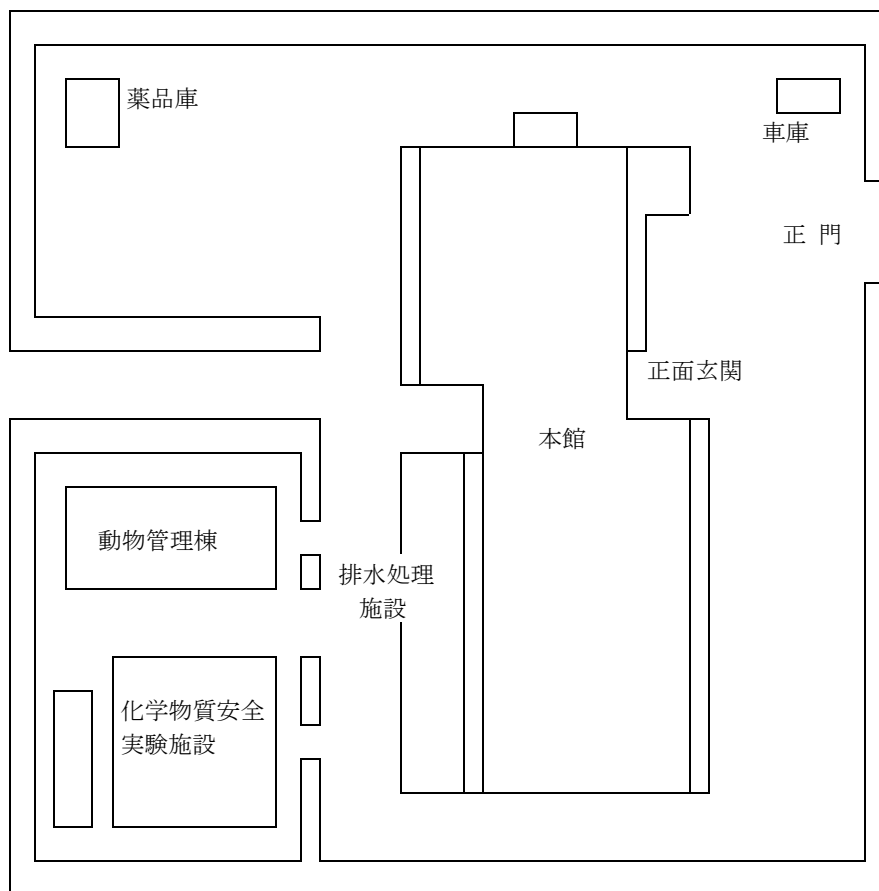 薬品庫
車庫
正 門
正面玄関
本館
動物管理棟
排水処理
施設
化学物質安全
実験施設